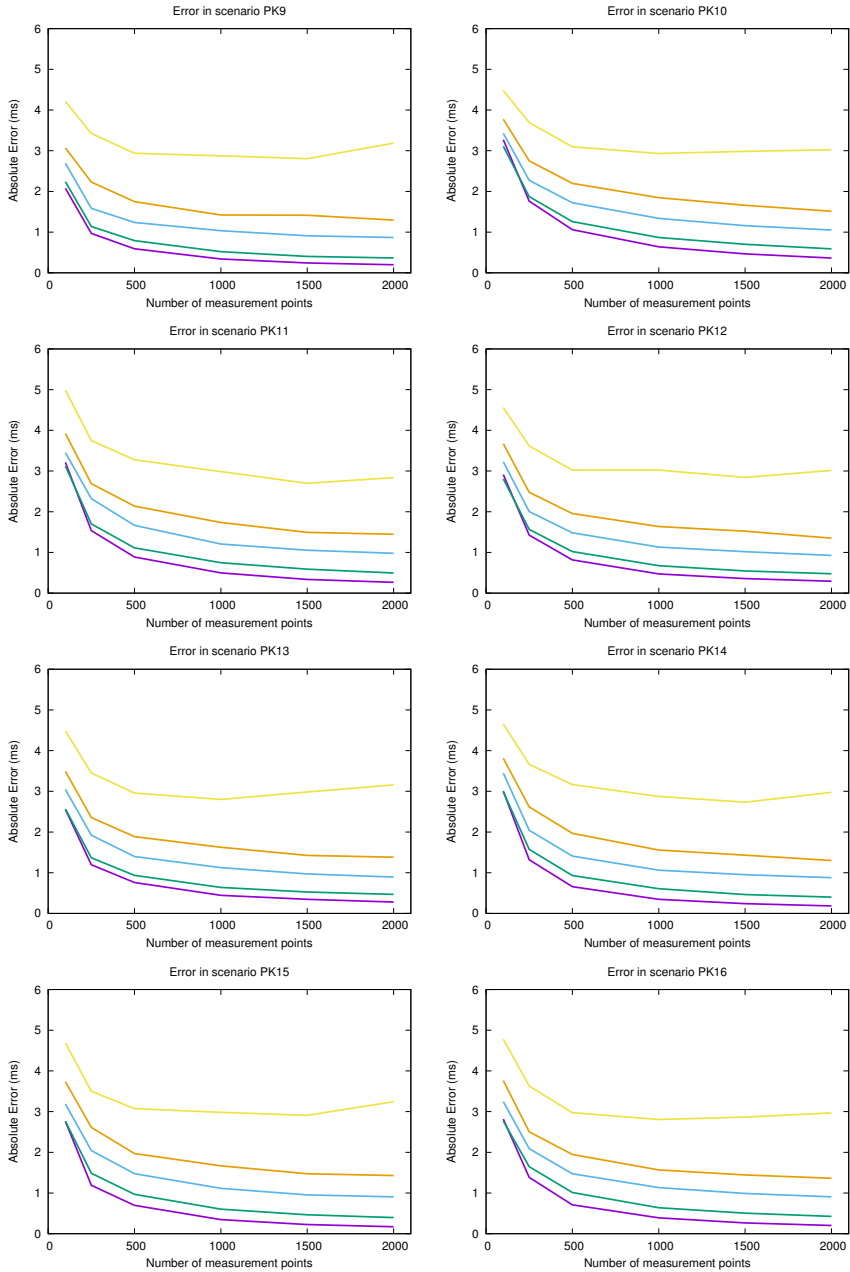 Error in scenario PK9
Error in scenario PK10
6
5
4
3
2
1
0
Absolute Error (ms)
0 500 1000 1500 2000
Number of measurement points
6
5
4
3
2
1
0
Absolute Error (ms)
0 500 1000 1500 2000
Number of measurement points
Error in scenario PK11
Error in scenario PK12
6
5
4
3
2
1
0
Absolute Error (ms)
0 500 1000 1500 2000
Number of measurement points
6
5
4
3
2
1
0
Absolute Error (ms)
0 500 1000 1500 2000
Number of measurement points
Error in scenario PK13
Error in scenario PK14
6
5
4
3
2
1
0
Absolute Error (ms)
0 500 1000 1500 2000
Number of measurement points
6
5
4
3
2
1
0
Absolute Error (ms)
0 500 1000 1500 2000
Number of measurement points
Error in scenario PK15
Error in scenario PK16
6
5
4
3
2
1
0
Absolute Error (ms)
0 500 1000 1500 2000
Number of measurement points
6
5
4
3
2
1
0
Absolute Error (ms)
0 500 1000 1500 2000
Number of measurement points